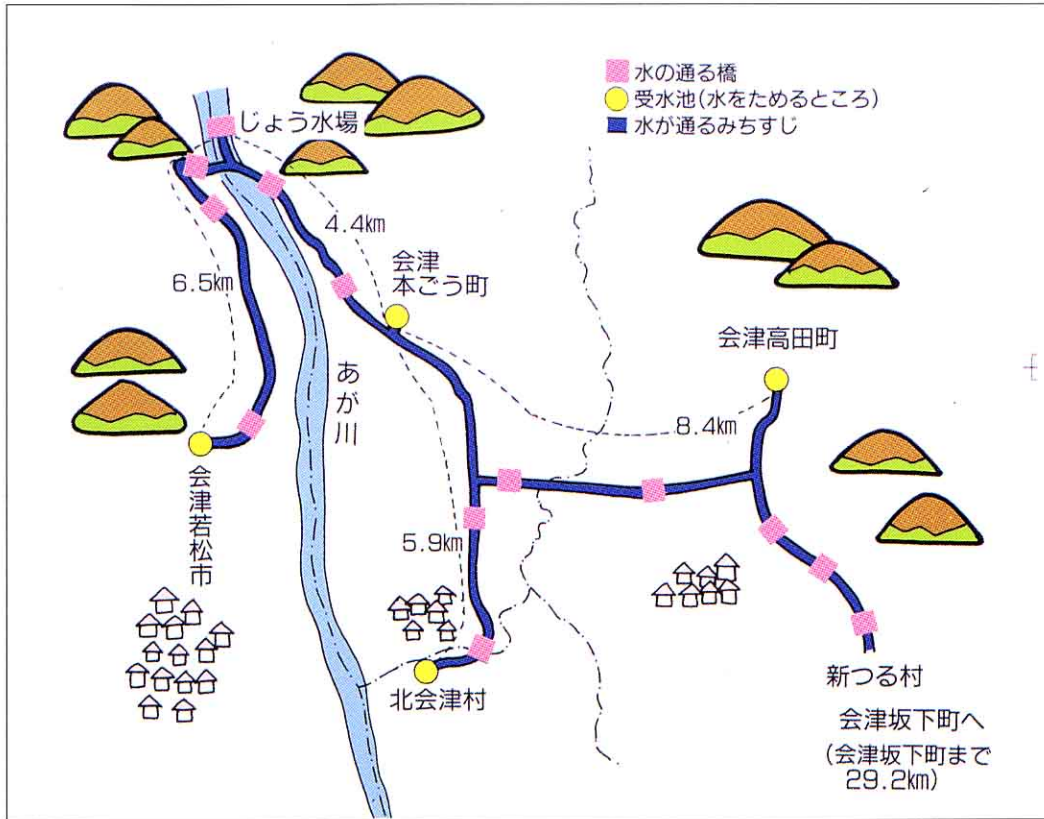 水の通る橋
受水池(水をためるところ)
水が通るみちすじ
じょう水場
4.4km
会津
本ごう町
6.5km
あが川
会津高田町
8.4km
会津若松市
5.9km
北会津村
新つる村
会津坂下町へ
(会津坂下町まで
29.2km)